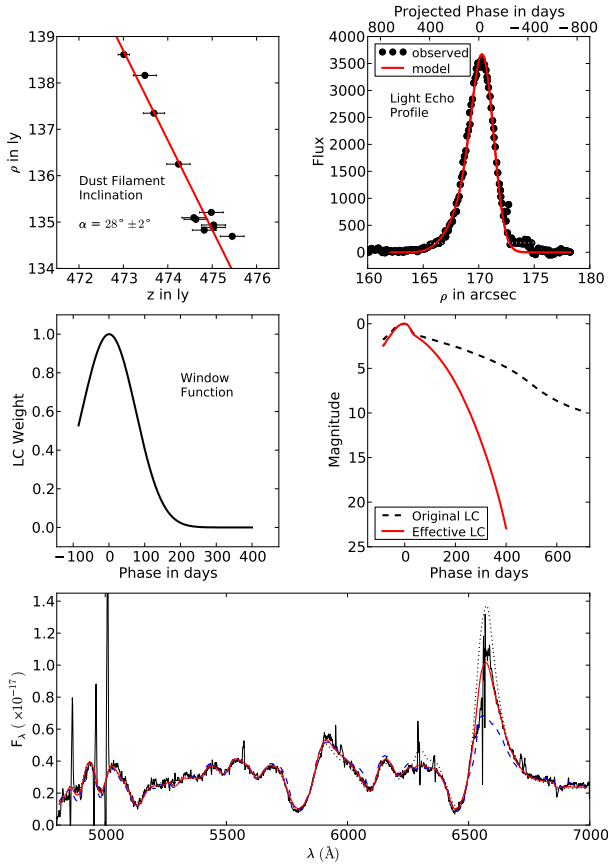 139
138
137
136
135
134
ρ in ly
Dust Filament
Inclination
α = 28° ± 2°
472 473 474 475 476
z in ly
Projected Phase in days
800 400 0 −400 −800
4000
3500
3000
2500
2000
1500
1000
500
0
Flux
observed
model
Light Echo
Profile
160 165 170 175 180
ρ in arcsec
1.0
0.8
0.6
0.4
0.2
0.0
LC Weight
Window
Function
−100 0 100 200 300 400
Phase in days
0
5
10
15
20
25
Magnitude
Original LC
Effective LC
0 200 400 600
Phase in days
1.4
1.2
1.0
0.8
0.6
0.4
0.2
0.0
Fλ (×10⁻¹⁷)
5000 5500 6000 6500 7000
λ (Å)